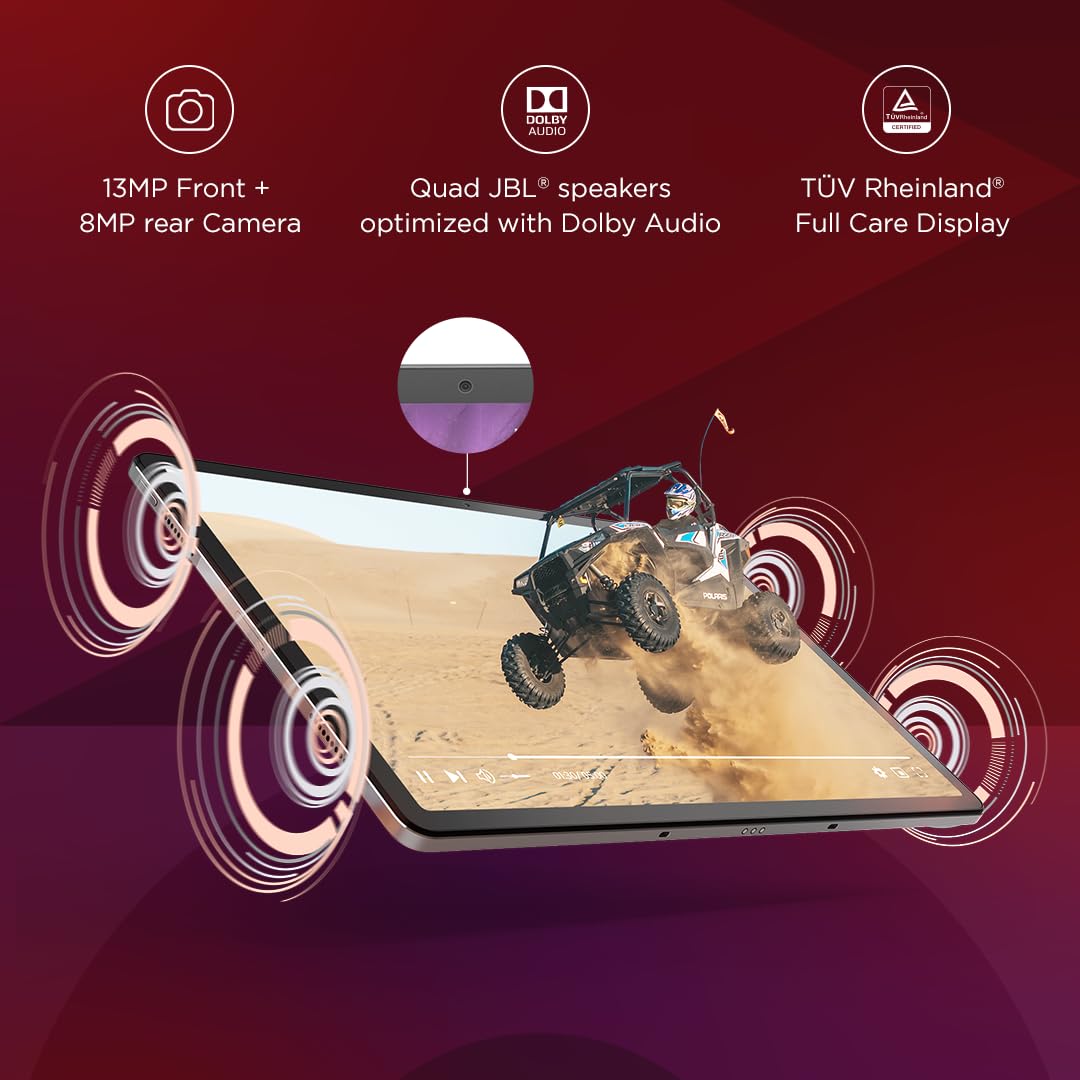 DOLBY
AUDIO
TÜVRheinland
CERTIFIED
13MP Front +
8MP rear Camera
Quad JBL® speakers
optimized with Dolby Audio
TÜV Rheinland®
Full Care Display
POLARIS